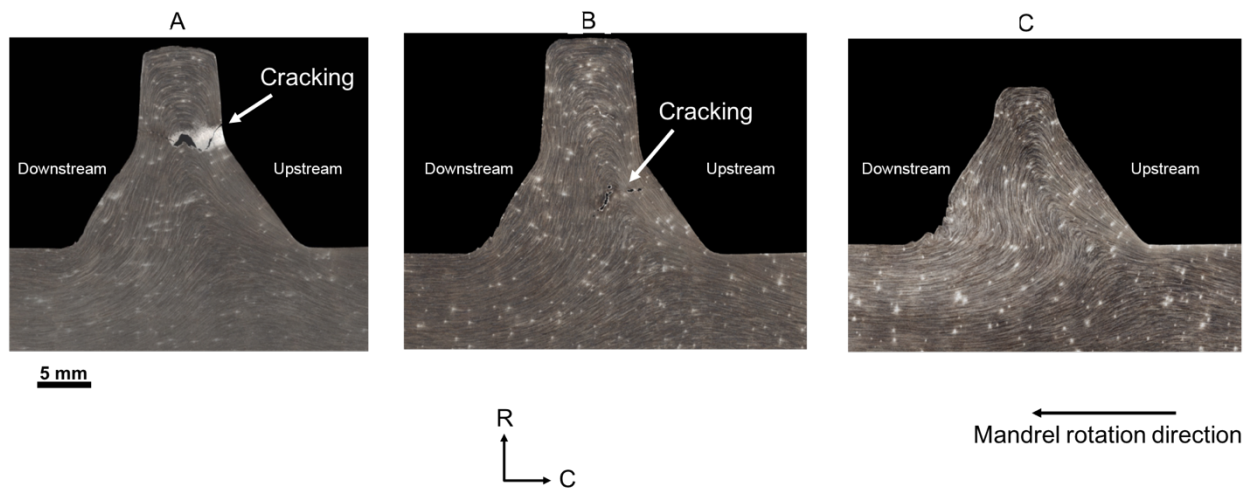 A
B
C
Cracking
Cracking
Downstream
Upstream
Downstream
Upstream
Downstream
Upstream
5 mm
R
C
Mandrel rotation direction